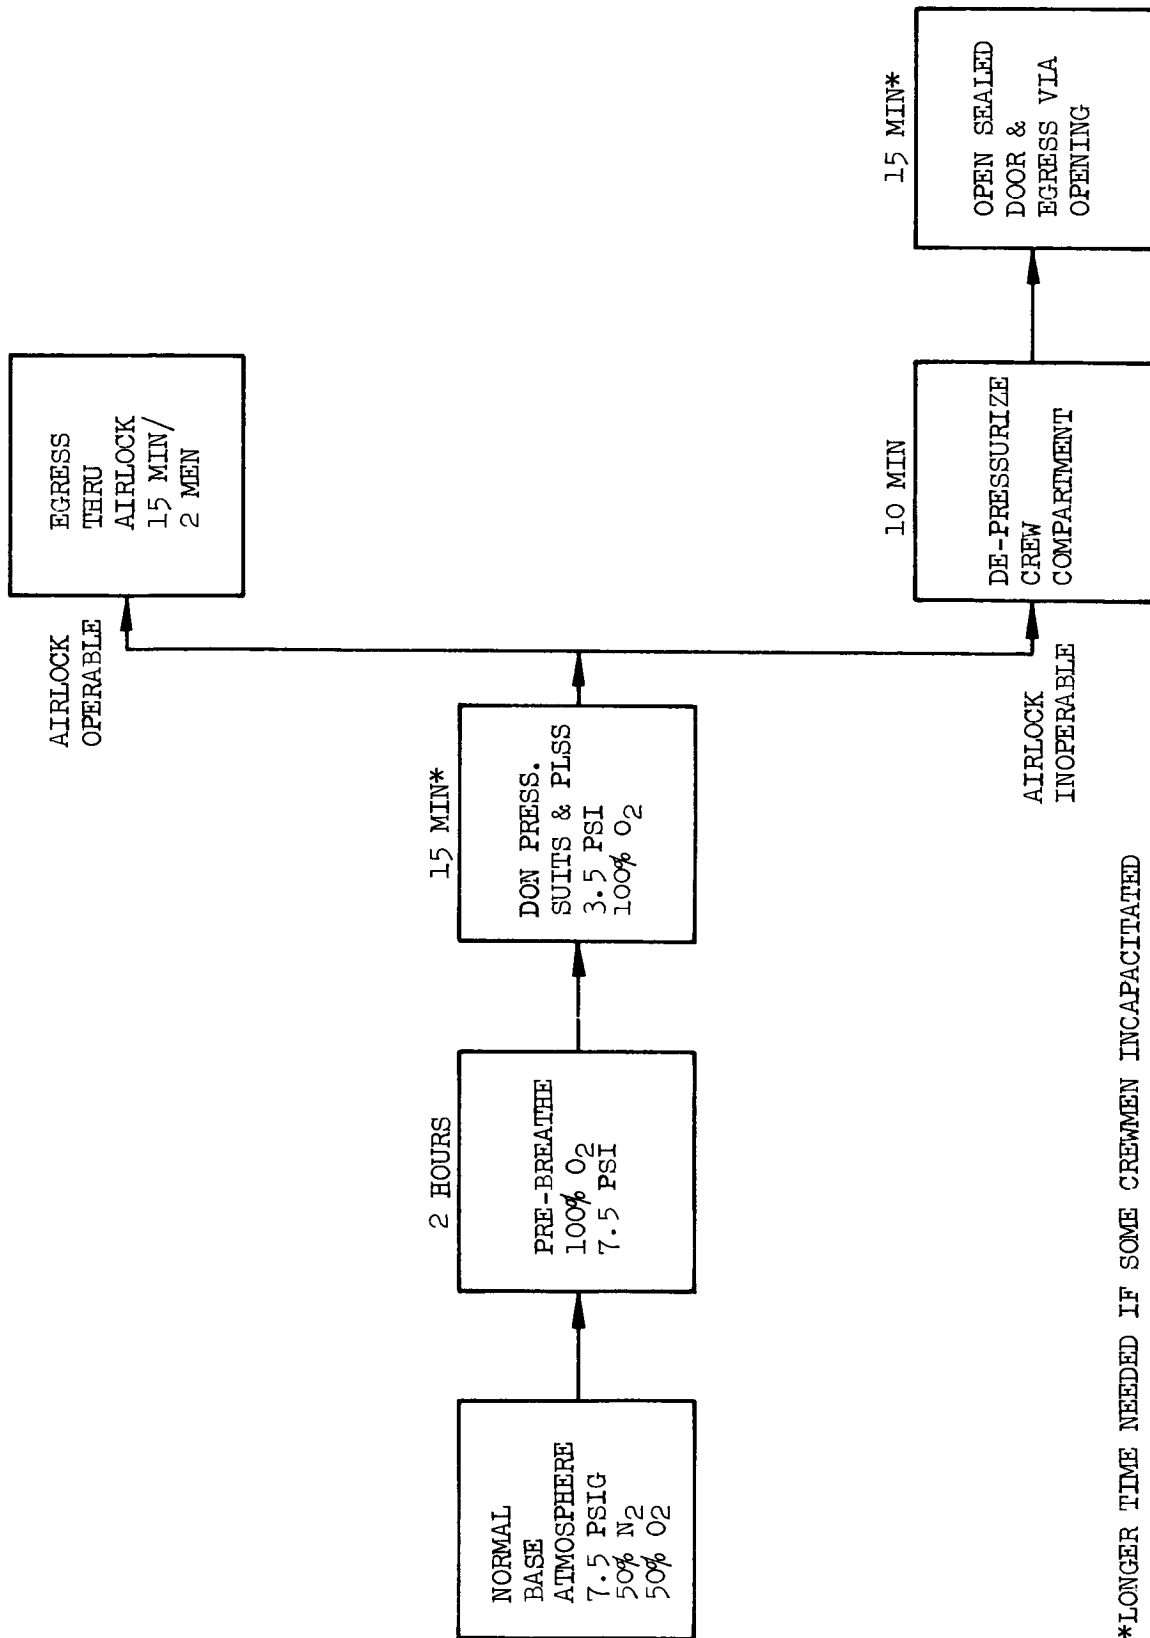 NORMAL
BASE
ATMOSPHERE
7.5 PSIG
50% N2
50% O2
2 HOURS
PRE-BREATHE
100% O2
7.5 PSI
15 MIN*
DON PRESS.
SUITS & PLSS
3.5 PSI
100% O2
AIRLOCK
OPERABLE
EGRESS
THRU
AIRLOCK
15 MIN/
2 MEN
AIRLOCK
INOPERABLE
10 MIN
DE-PRESSURIZE
CREW
COMPARTMENT
15 MIN*
OPEN SEALED
DOOR &
EGRESS VIA
OPENING
*LONGER TIME NEEDED IF SOME CREWMEN INCAPACITATED